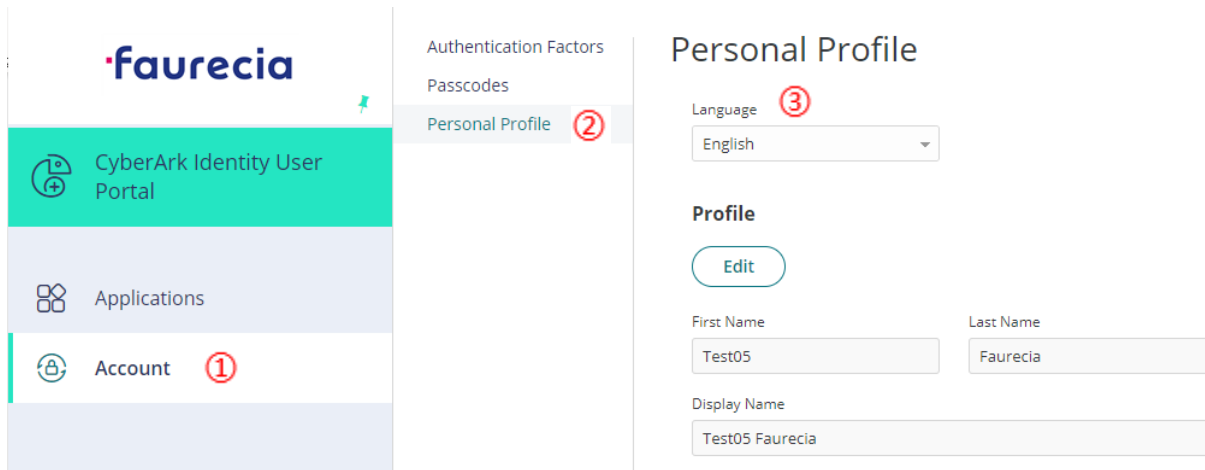 faurecia
CyberArk Identity User
Portal
Applications
Account ①
Authentication Factors
Passcodes
Personal Profile ②
Personal Profile
Language ③
English
Profile
Edit
First Name
Last Name
Test05
Faurecia
Display Name
Test05 Faurecia